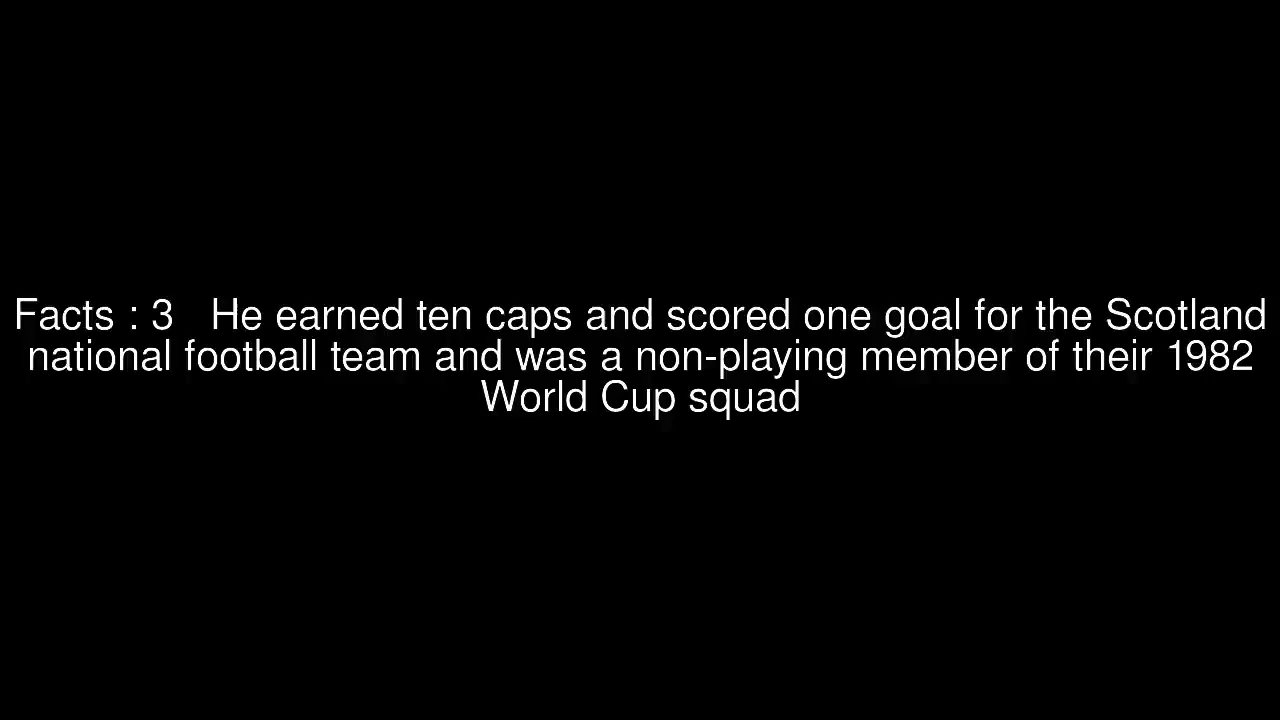 Facts : 3   He earned ten caps and scored one goal for the Scotland
national football team and was a non-playing member of their 1982
World Cup squad